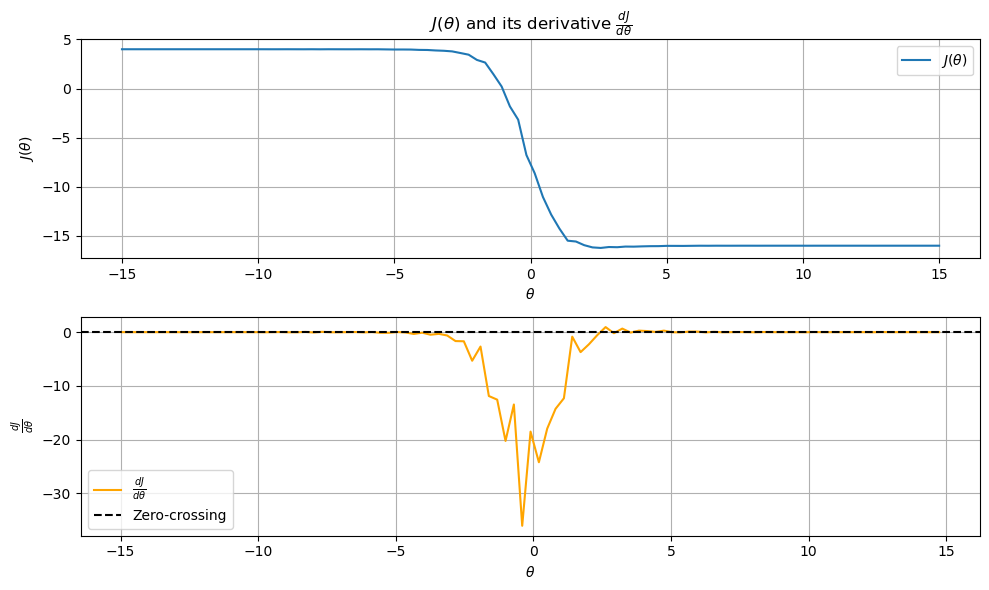 J(θ) and its derivative dJ/dθ
5
0
−5
−10
−15
J(θ)
J(θ)
−15 −10 −5 0 5 10 15
θ
0
−10
−20
−30
dJ/dθ
dJ/dθ
Zero-crossing
−15 −10 −5 0 5 10 15
θ